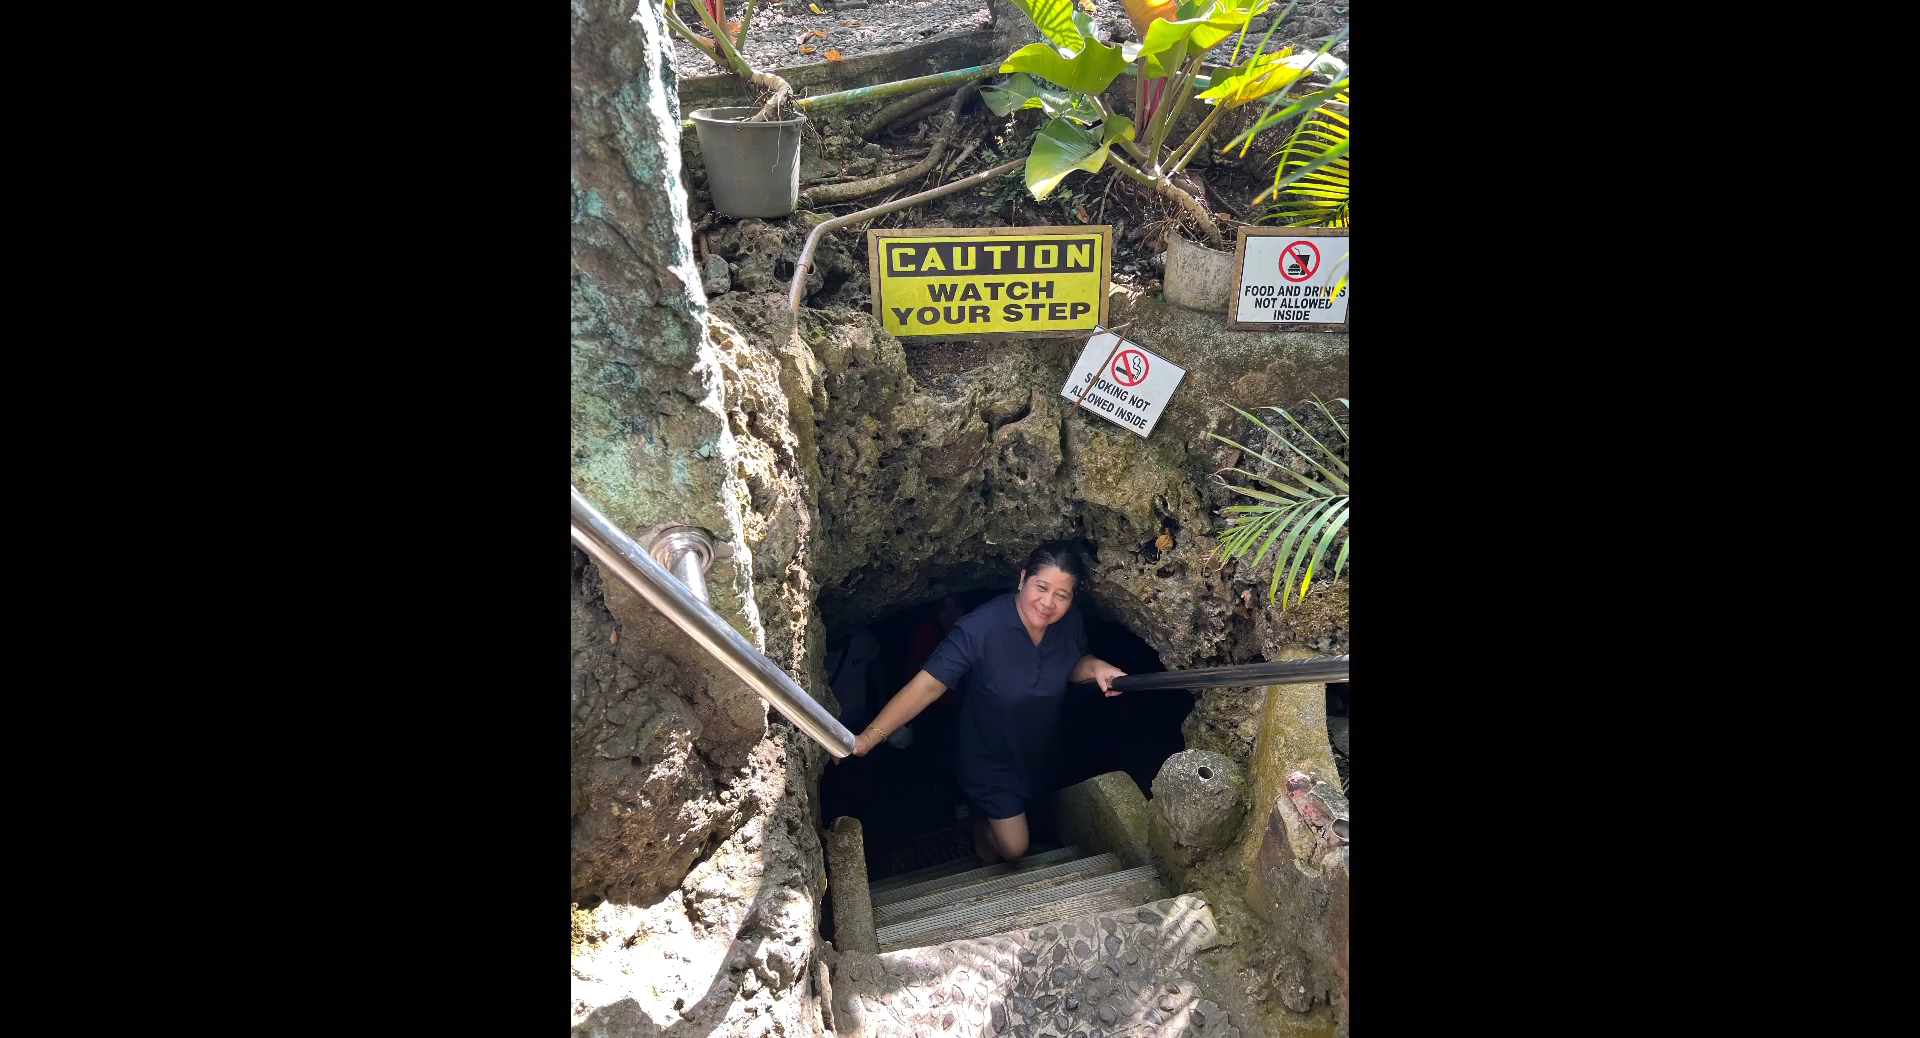 CAUTION
WATCH
YOUR STEP
FOOD AND DRINKS
NOT ALLOWED
INSIDE
SMOKING NOT
ALLOWED INSIDE